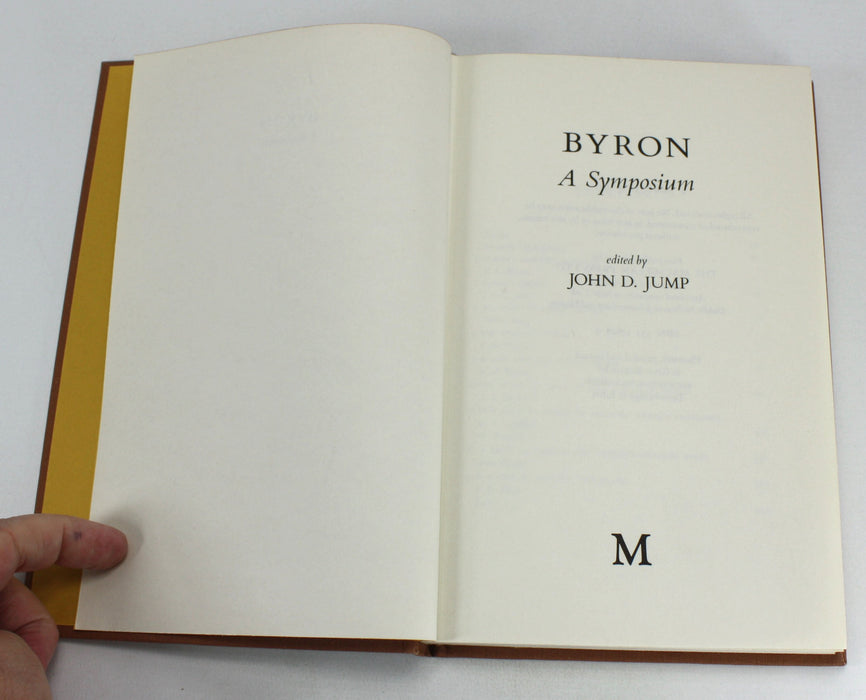 BYRON
A Symposium
edited by
JOHN D. JUMP
M